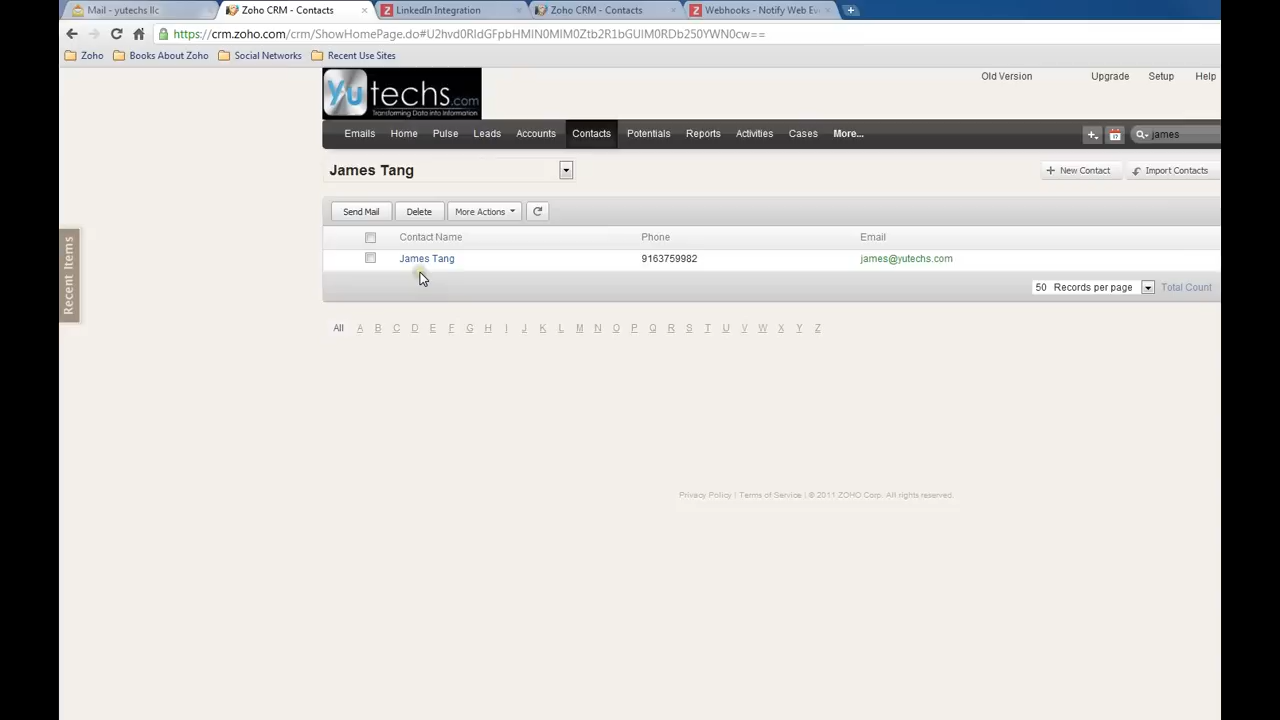 Mail - yutechs llc
Zoho CRM - Contacts
LinkedIn Integration
Zoho CRM - Contacts
Webhooks - Notify Web Ev
https://crm.zoho.com/crm/ShowHomePage.do#U2hvd0RldGFpbHMlN0MlM0Ztb2R1bGUlM0RDb250YWN0cw==
Zoho
Books About Zoho
Social Networks
Recent Use Sites
Yutechs.com
Transforming Data into Information
Old Version
Upgrade
Setup
Help
Emails
Home
Pulse
Leads
Accounts
Contacts
Potentials
Reports
Activities
Cases
More...
17
james
James Tang
New Contact
Import Contacts
Send Mail
Delete
More Actions
Contact Name Phone Email
James Tang 9163759982 james@yutechs.com
50 Records per page
Total Count
All A B C D E F G H I J K L M N O P Q R S T U V W X Y Z
Recent Items
Privacy Policy | Terms of Service | © 2011 ZOHO Corp. All rights reserved.